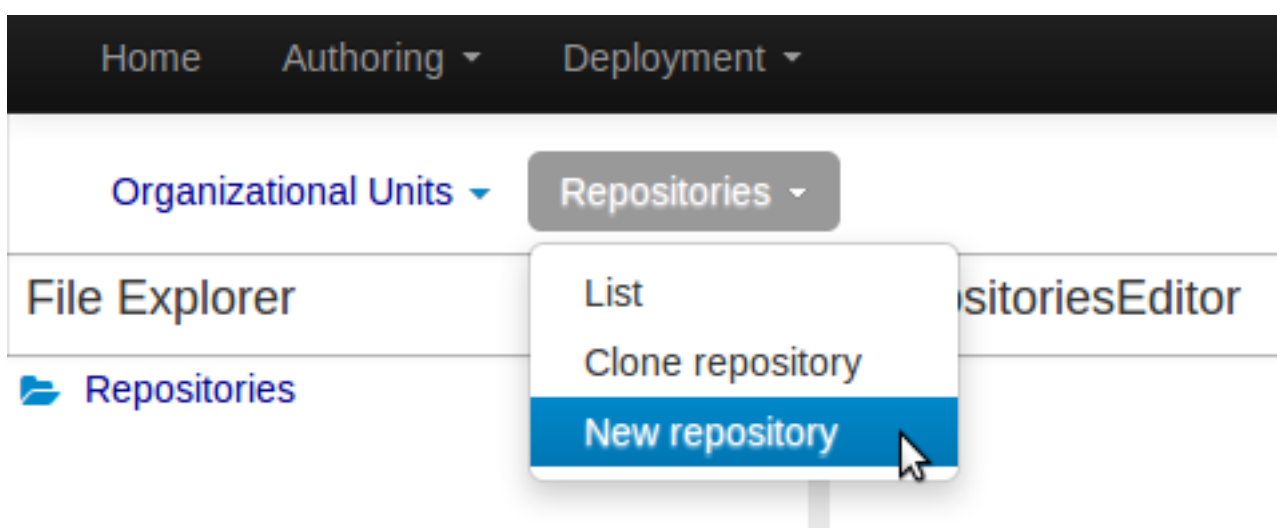 Home Authoring Deployment
Organizational Units Repositories
File Explorer sitoriesEditor
List
Clone repository
Repositories
New repository